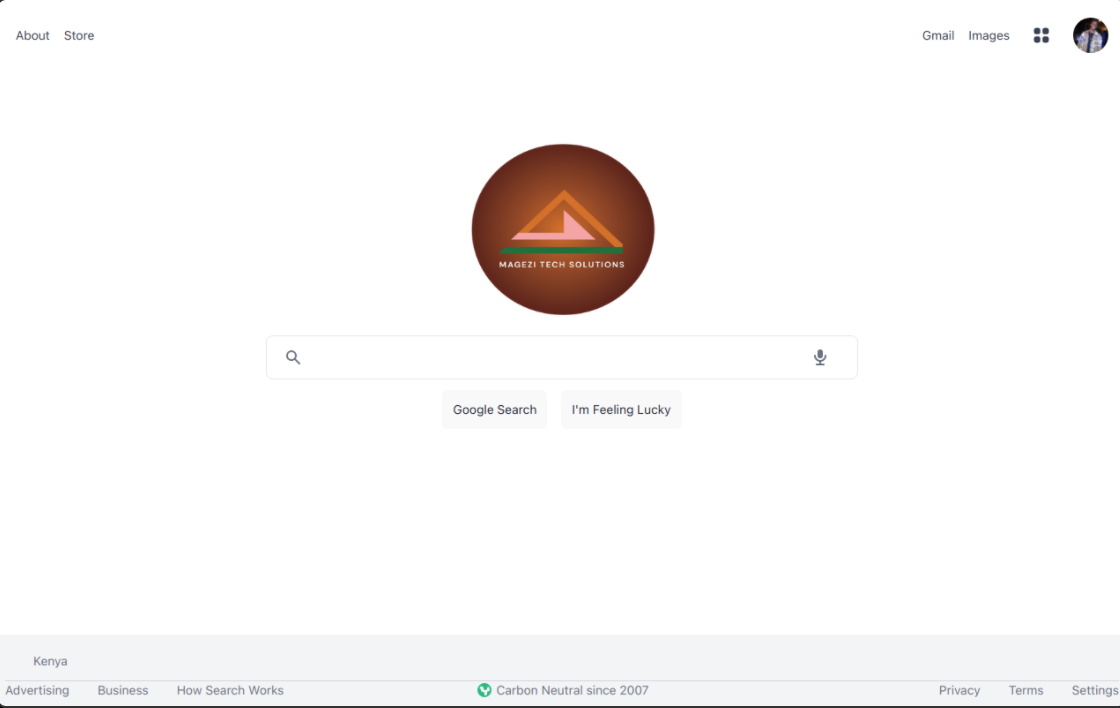 About Store Gmail Images
MAGEZI TECH SOLUTIONS
Google Search I'm Feeling Lucky
Kenya
Advertising Business How Search Works Carbon Neutral since 2007 Privacy Terms Settings